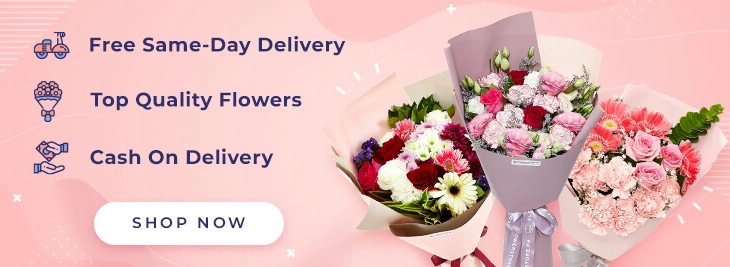 Free Same-Day Delivery
Top Quality Flowers
Cash On Delivery
SHOP NOW